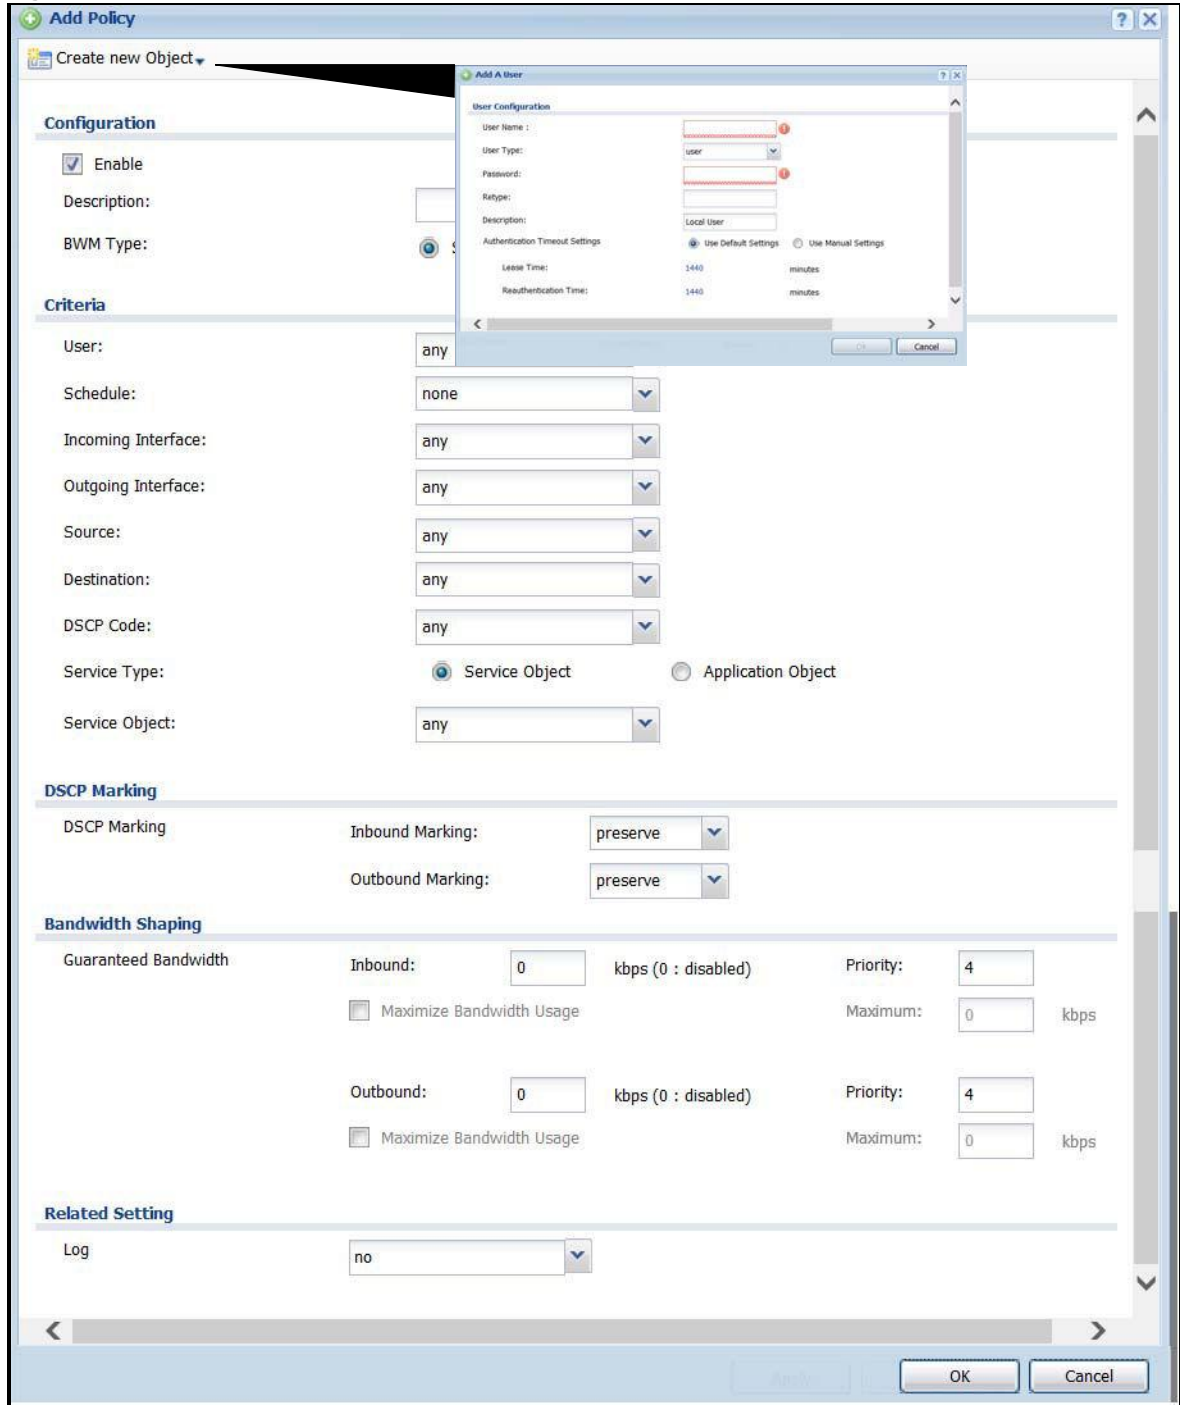 Add Policy
?
Create new Object
Add A User
?
User Configuration
User Name :
User Type: user
Password:
Retype:
Description: Local User
Authentication Timeout Settings Use Default Settings Use Manual Settings
Lease Time: 1440 minutes
Reauthentication Time: 1440 minutes
Cancel
Configuration
Enable
Description:
BWM Type:
Criteria
User: any
Schedule: none
Incoming Interface: any
Outgoing Interface: any
Source: any
Destination: any
DSCP Code: any
Service Type: Service Object Application Object
Service Object: any
DSCP Marking
DSCP Marking Inbound Marking: preserve
Outbound Marking: preserve
Bandwidth Shaping
Guaranteed Bandwidth Inbound: 0 kbps (0 : disabled) Priority: 4
Maximize Bandwidth Usage Maximum: 0 kbps
Outbound: 0 kbps (0 : disabled) Priority: 4
Maximize Bandwidth Usage Maximum: 0 kbps
Related Setting
Log no
OK Cancel